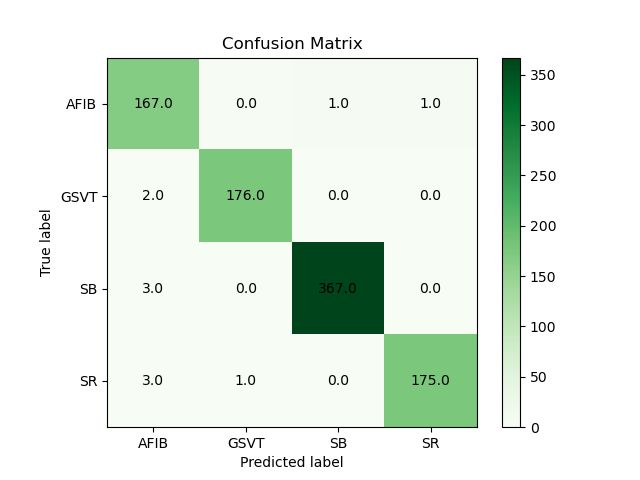 Confusion Matrix
AFIB 167.0 0.0 1.0 1.0
GSVT 2.0 176.0 0.0 0.0
SB 3.0 0.0 367.0 0.0
SR 3.0 1.0 0.0 175.0
AFIB GSVT SB SR
Predicted label
True label
350
300
250
200
150
100
50
0